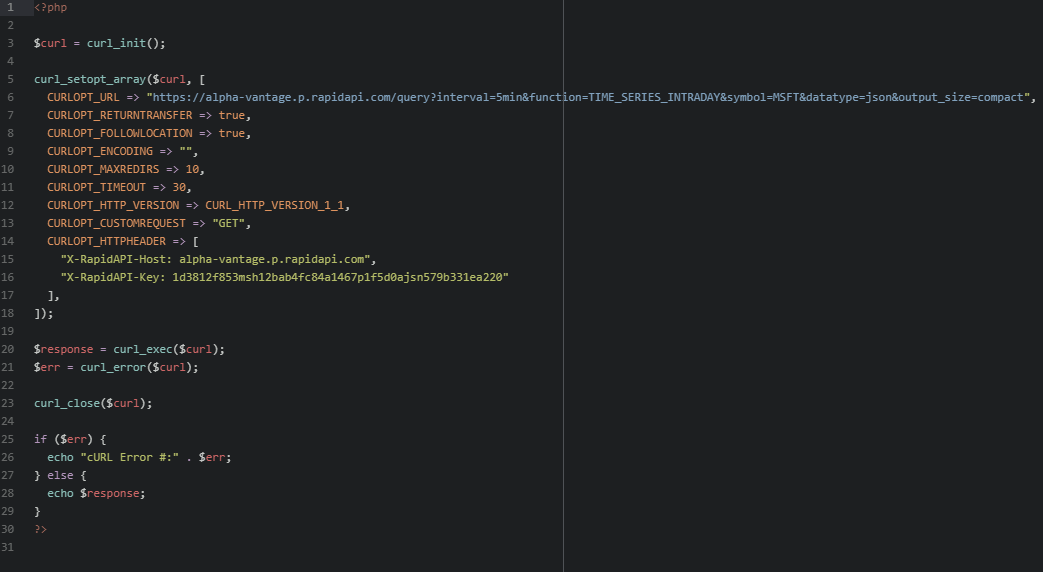 1 <?php
2
3 $curl = curl_init();
4
5 curl_setopt_array($curl, [
6 CURLOPT_URL => "https://alpha-vantage.p.rapidapi.com/query?interval=5min&function=TIME_SERIES_INTRADAY&symbol=MSFT&datatype=json&output_size=compact",
7 CURLOPT_RETURNTRANSFER => true,
8 CURLOPT_FOLLOWLOCATION => true,
9 CURLOPT_ENCODING => "",
10 CURLOPT_MAXREDIRS => 10,
11 CURLOPT_TIMEOUT => 30,
12 CURLOPT_HTTP_VERSION => CURL_HTTP_VERSION_1_1,
13 CURLOPT_CUSTOMREQUEST => "GET",
14 CURLOPT_HTTPHEADER => [
15 "X-RapidAPI-Host: alpha-vantage.p.rapidapi.com",
16 "X-RapidAPI-Key: 1d3812f853msh12bab4fc84a1467p1f5d0ajsn579b331ea220"
17 ],
18 ]);
19
20 $response = curl_exec($curl);
21 $err = curl_error($curl);
22
23 curl_close($curl);
24
25 if ($err) {
26 echo "cURL Error #:" . $err;
27 } else {
28 echo $response;
29 }
30 ?>
31